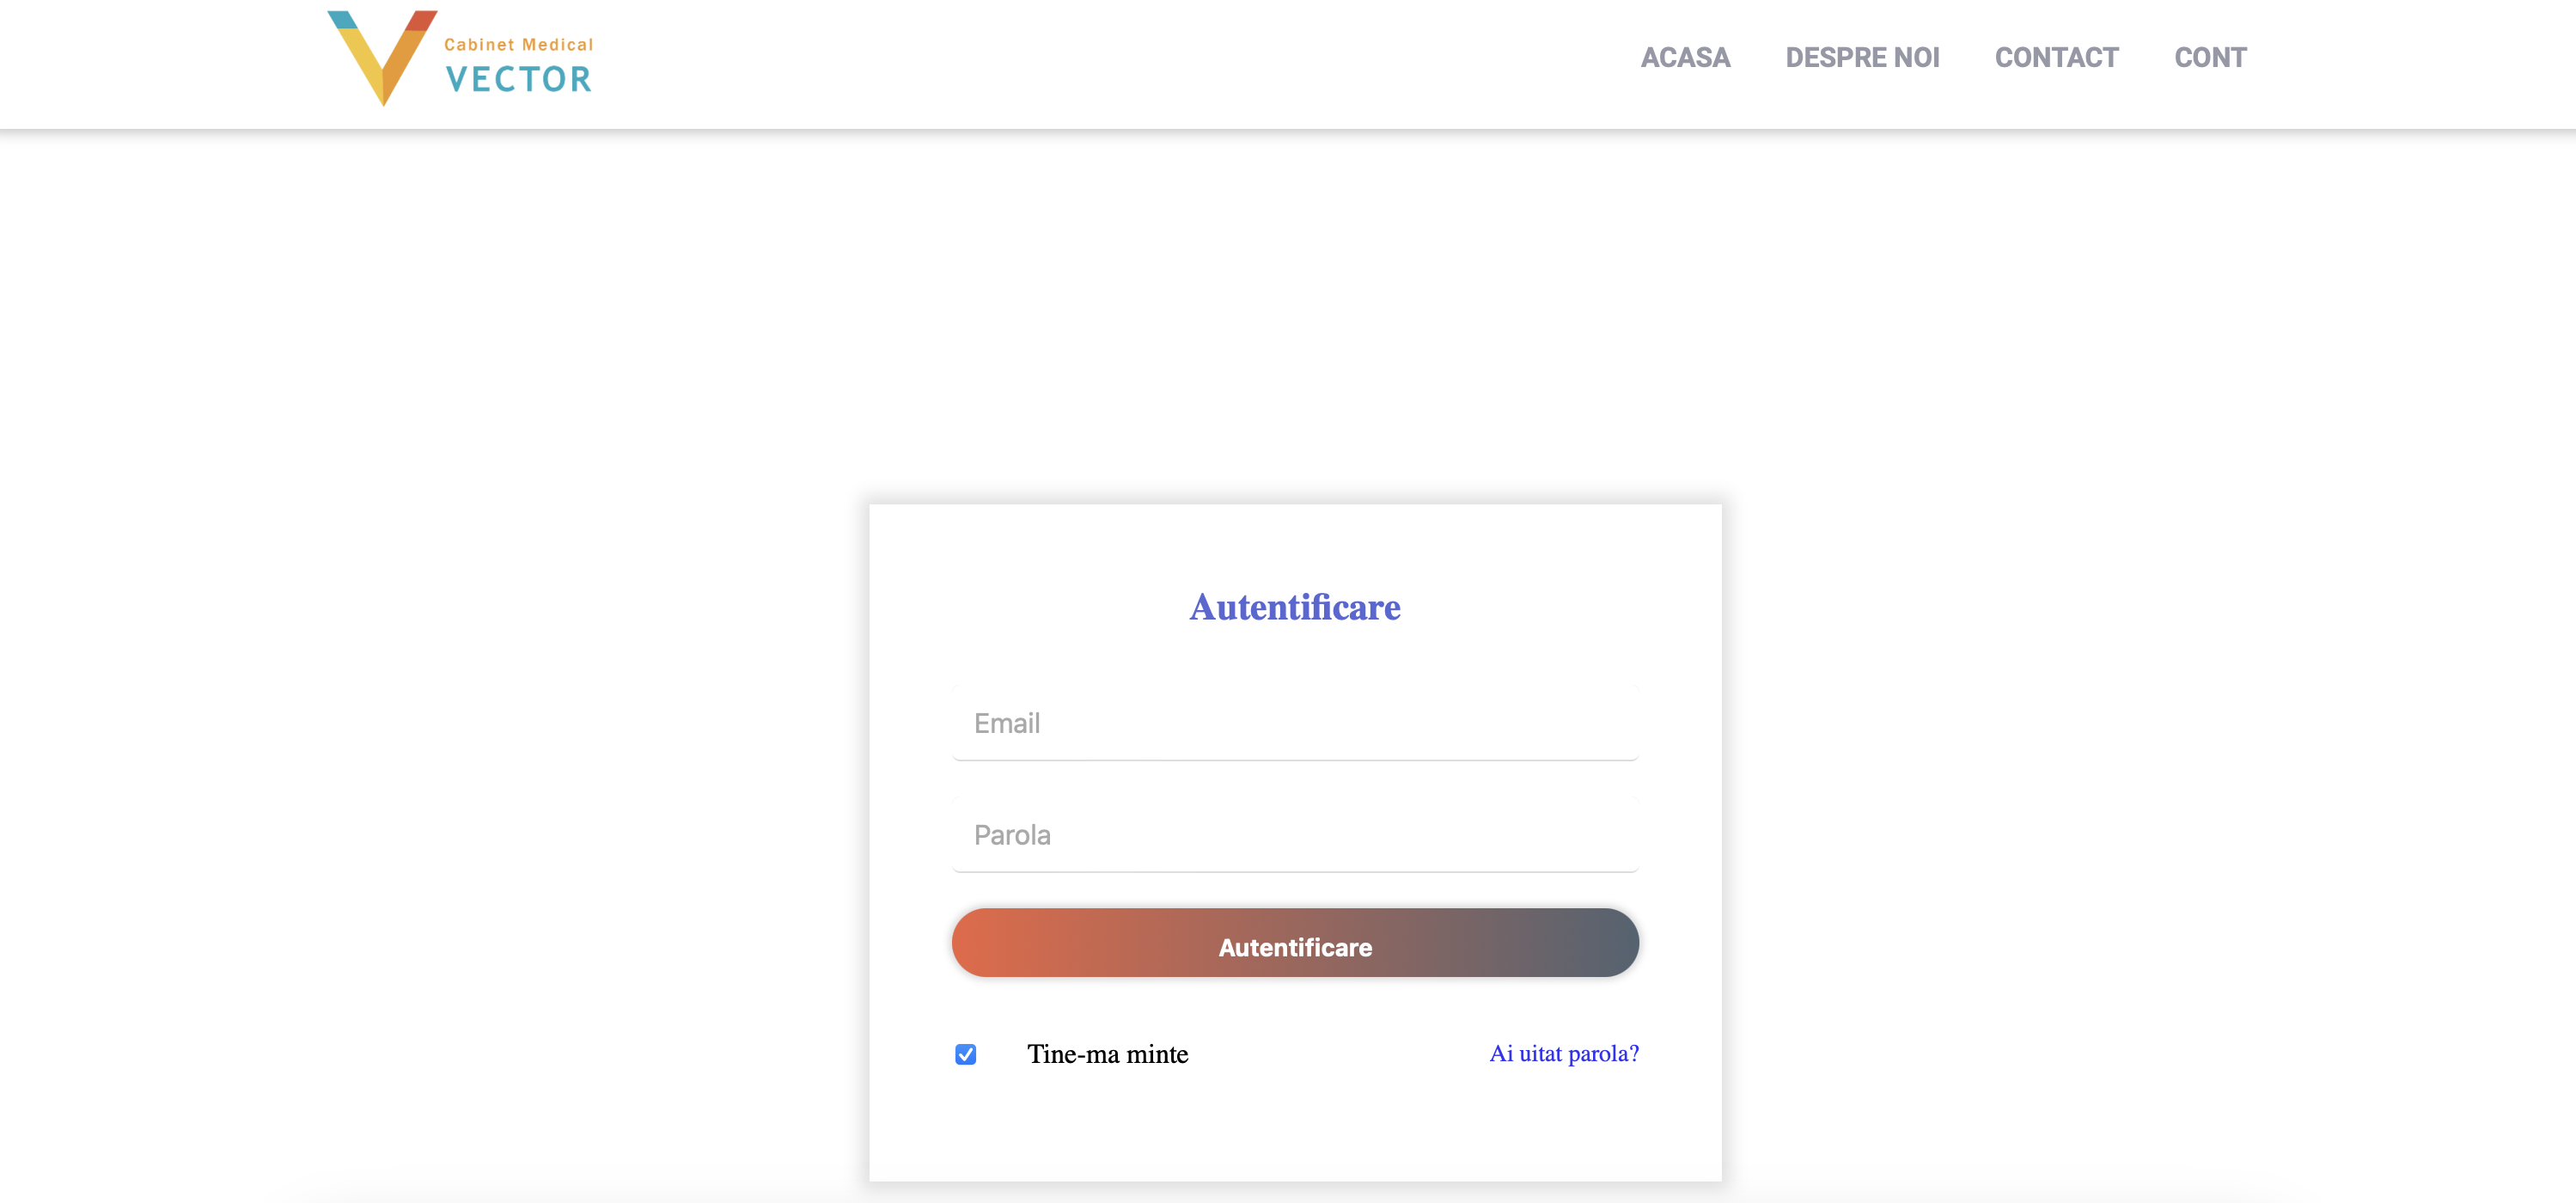 Cabinet Medical
VECTOR
ACASA DESPRE NOI CONTACT CONT
Autentificare
Email
Parola
Autentificare
Tine-ma minte Ai uitat parola?